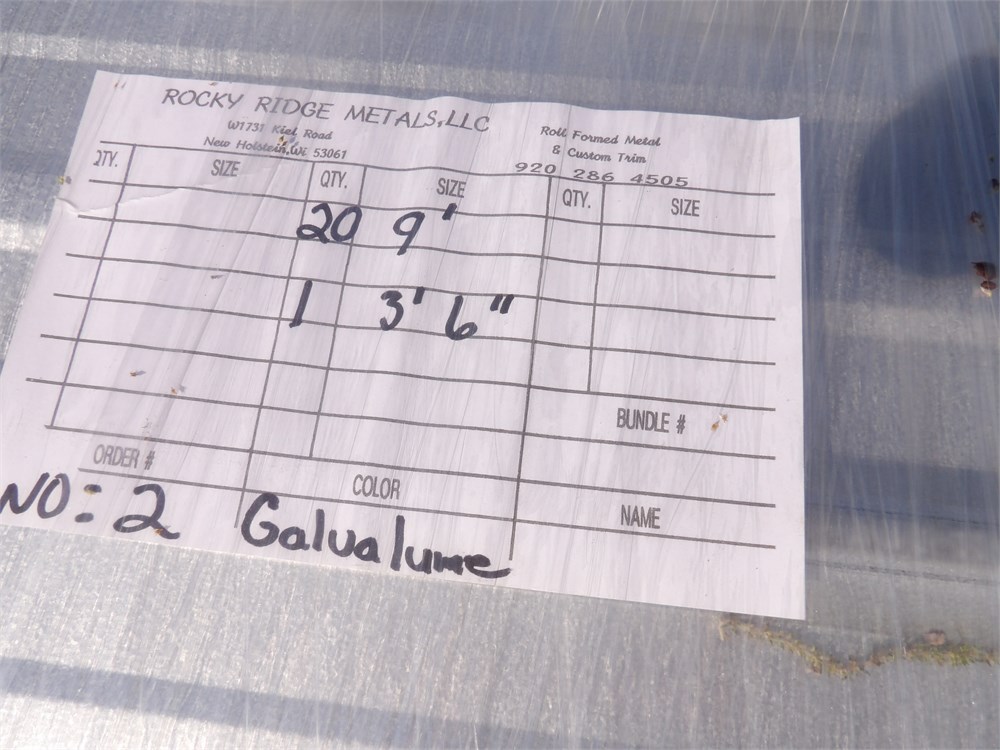 ROCKY RIDGE METALS, LLC
W1731 Kiel Road
New Holstein, Wi 53061
Roll Formed Metal
& Custom Trim
920 286 4505
QTY. SIZE QTY. SIZE QTY. SIZE
20 9'
1 3' 6"
BUNDLE #
ORDER # COLOR NAME
NO: 2 Galvalume